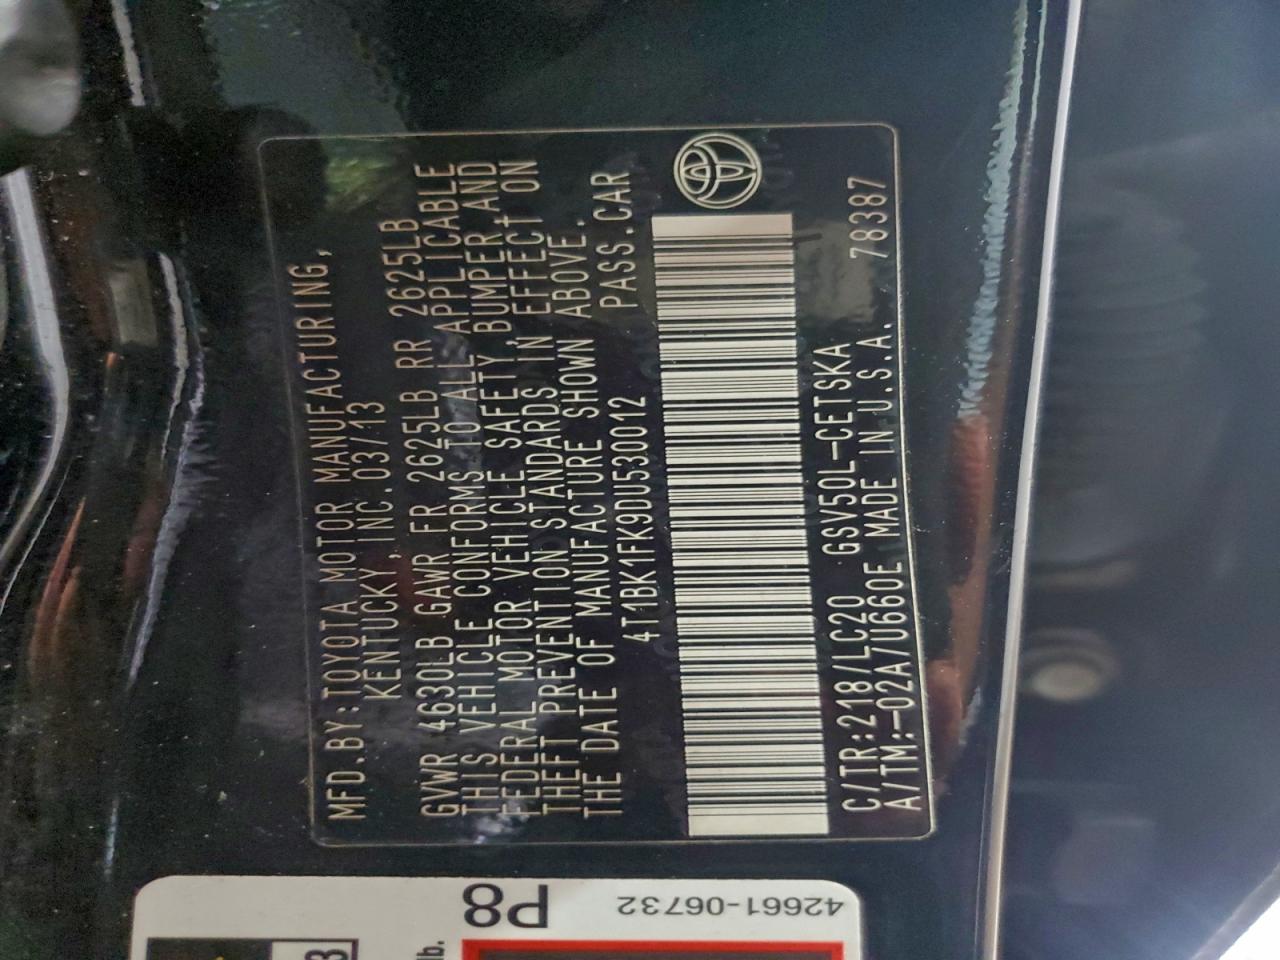 MFD.BY:TOYOTA MOTOR MANUFACTURING,
KENTUCKY, INC. 03/13
GVWR 4630LB GAWR FR 2625LB RR 2625LB
THIS VEHICLE CONFORMS TO ALL APPLICABLE
FEDERAL MOTOR VEHICLE SAFETY, BUMPER, AND
THEFT PREVENTION STANDARDS IN EFFECT ON
THE DATE OF MANUFACTURE SHOWN ABOVE.
4T1BK1FK9DU530012 PASS.CAR
C/TR:218/LC20 GSV50L-CETSKA
A/TM:-02A/U660E MADE IN U.S.A. 78387
P8
42661-06732
lb.
3